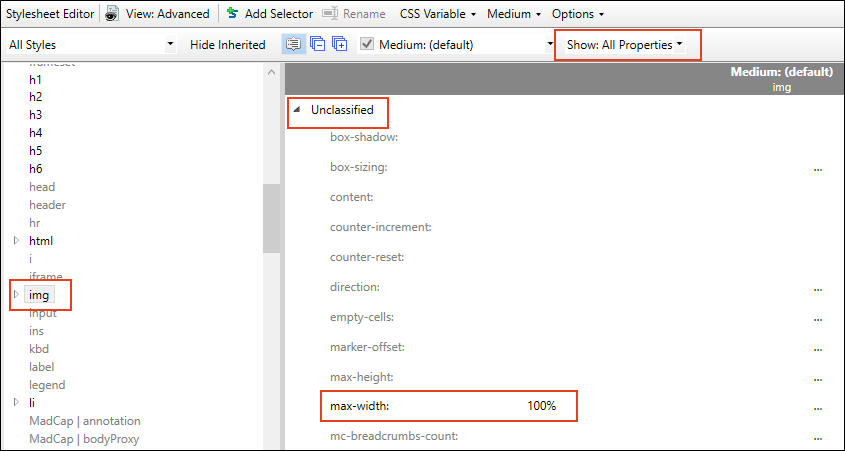 Stylesheet Editor View: Advanced Add Selector Rename CSS Variable Medium Options
All Styles Hide Inherited Medium: (default) Show: All Properties
frameset
h1
h2
h3
h4
h5
h6
head
header
hr
html
i
iframe
img
input
ins
kbd
label
legend
li
MadCap | annotation
MadCap | bodyProxy
Medium: (default)
img
Unclassified
box-shadow:
box-sizing: ...
content:
counter-increment:
counter-reset:
direction: ...
empty-cells: ...
marker-offset: ...
max-height: ...
max-width: 100% ...
mc-breadcrumbs-count: ...